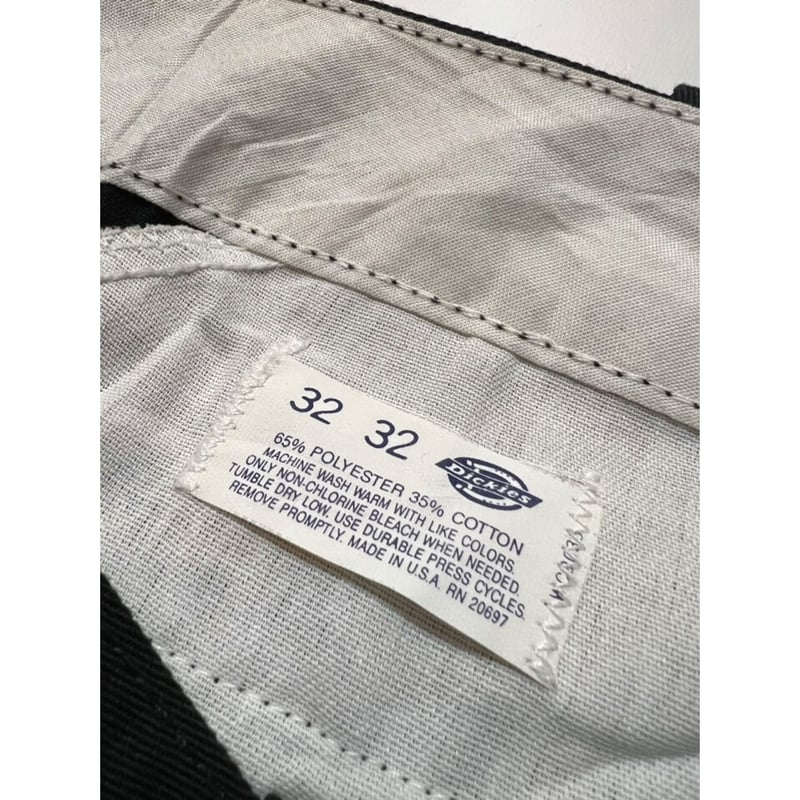 32 32
Dickies
65% POLYESTER 35% COTTON
MACHINE WASH WARM WITH LIKE COLORS.
ONLY NON-CHLORINE BLEACH WHEN NEEDED.
TUMBLE DRY LOW. USE DURABLE PRESS CYCLES.
REMOVE PROMPTLY. MADE IN U.S.A. RN 20697